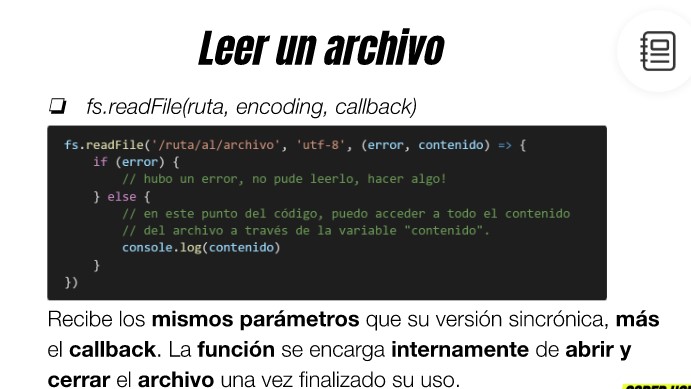 Leer un archivo
❏ fs.readFile(ruta, encoding, callback)
fs.readFile('/ruta/al/archivo', 'utf-8', (error, contenido) => {
    if (error) {
        // hubo un error, no pude leerlo, hacer algo!
    } else {
        // en este punto del código, puedo acceder a todo el contenido
        // del archivo a través de la variable "contenido".
        console.log(contenido)
    }
})
Recibe los mismos parámetros que su versión sincrónica, más
el callback. La función se encarga internamente de abrir y
cerrar el archivo una vez finalizado su uso.